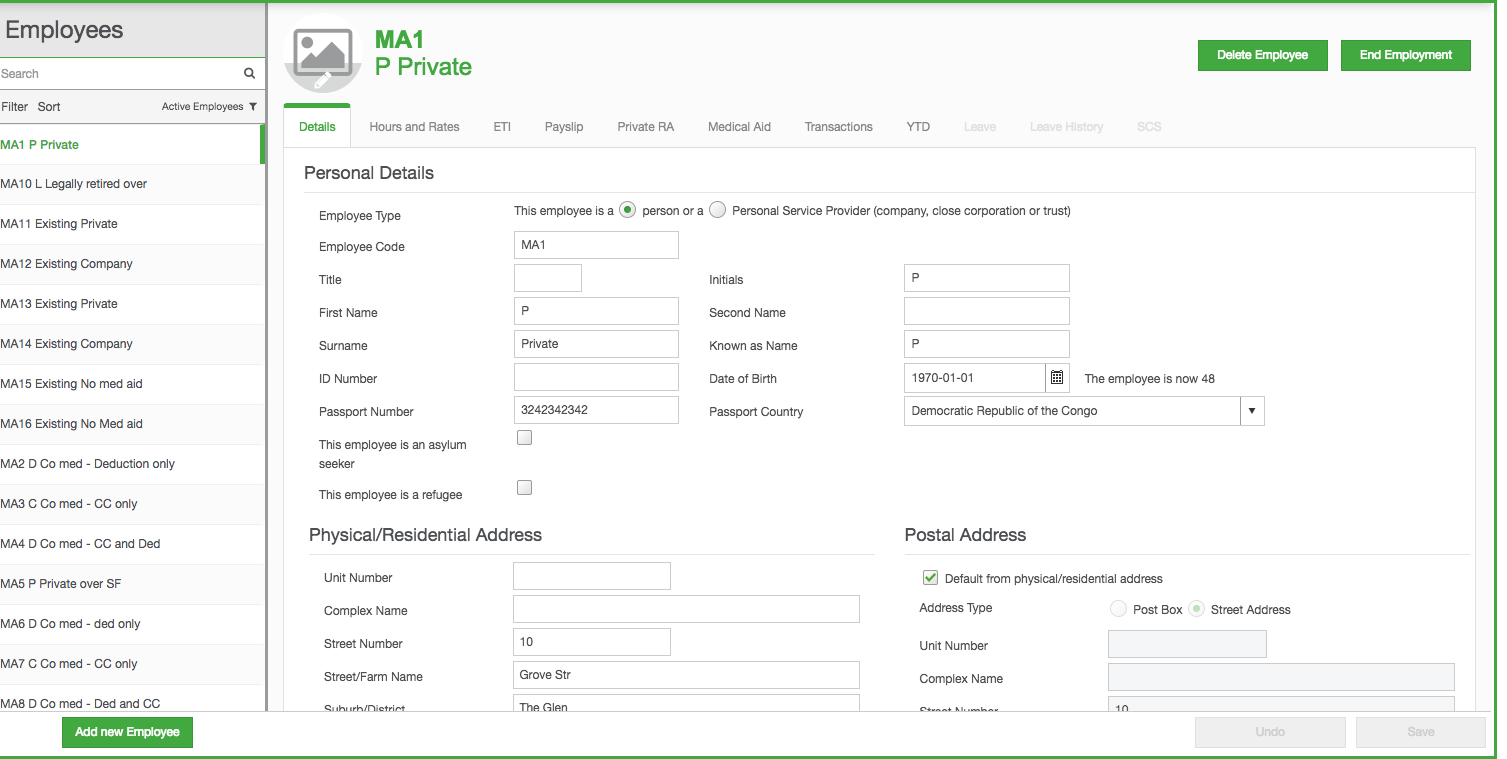 Employees
Search
Filter Sort Active Employees
MA1 P Private
MA10 L Legally retired over
MA11 Existing Private
MA12 Existing Company
MA13 Existing Private
MA14 Existing Company
MA15 Existing No med aid
MA16 Existing No Med aid
MA2 D Co med - Deduction only
MA3 C Co med - CC only
MA4 D Co med - CC and Ded
MA5 P Private over SF
MA6 D Co med - ded only
MA7 C Co med - CC only
MA8 D Co med - Ded and CC
Add new Employee
MA1
P Private
Delete Employee End Employment
Details Hours and Rates ETI Payslip Private RA Medical Aid Transactions YTD Leave Leave History SCS
Personal Details
Employee Type This employee is a person or a Personal Service Provider (company, close corporation or trust)
Employee Code MA1
Title Initials P
First Name P Second Name
Surname Private Known as Name P
ID Number Date of Birth 1970-01-01 The employee is now 48
Passport Number 3242342342 Passport Country Democratic Republic of the Congo
This employee is an asylum
seeker
This employee is a refugee
Physical/Residential Address
Unit Number
Complex Name
Street Number 10
Street/Farm Name Grove Str
Suburb/District The Glen
Postal Address
Default from physical/residential address
Address Type Post Box Street Address
Unit Number
Complex Name
Street Number 10
Undo Save